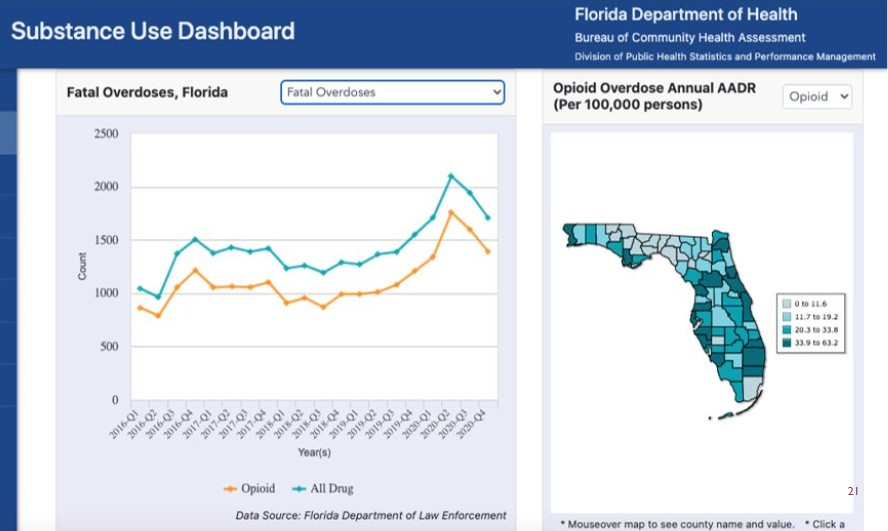 Substance Use Dashboard
Florida Department of Health
Bureau of Community Health Assessment
Division of Public Health Statistics and Performance Management
Fatal Overdoses, Florida
Fatal Overdoses
2500
2000
1500
1000
500
0
Count
2016-Q1
2016-Q2
2016-Q3
2016-Q4
2017-Q1
2017-Q2
2017-Q3
2017-Q4
2018-Q1
2018-Q2
2018-Q3
2018-Q4
2019-Q1
2019-Q2
2019-Q3
2019-Q4
2020-Q1
2020-Q2
2020-Q3
2020-Q4
Year(s)
Opioid
All Drug
Data Source: Florida Department of Law Enforcement
Opioid Overdose Annual AADR
(Per 100,000 persons)
Opioid
0 to 11.6
11.7 to 19.2
20.3 to 33.8
33.9 to 63.2
21
* Mouseover map to see county name and value. * Click a